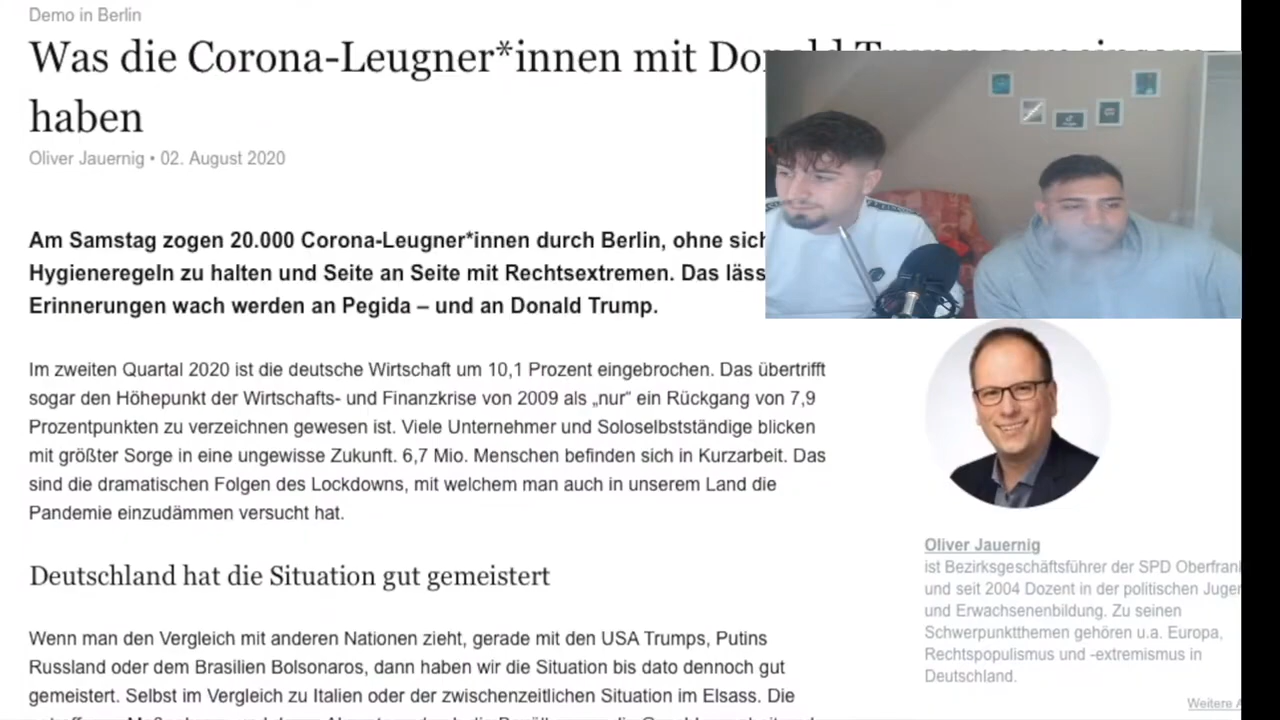 Demo in Berlin
Was die Corona-Leugner*innen mit Donald Trump gemeinsam
haben
Oliver Jauernig • 02. August 2020
Am Samstag zogen 20.000 Corona-Leugner*innen durch Berlin, ohne sich
Hygieneregeln zu halten und Seite an Seite mit Rechtsextremen. Das läss
Erinnerungen wach werden an Pegida – und an Donald Trump.
Im zweiten Quartal 2020 ist die deutsche Wirtschaft um 10,1 Prozent eingebrochen. Das übertrifft
sogar den Höhepunkt der Wirtschafts- und Finanzkrise von 2009 als „nur“ ein Rückgang von 7,9
Prozentpunkten zu verzeichnen gewesen ist. Viele Unternehmer und Soloselbstständige blicken
mit größter Sorge in eine ungewisse Zukunft. 6,7 Mio. Menschen befinden sich in Kurzarbeit. Das
sind die dramatischen Folgen des Lockdowns, mit welchem man auch in unserem Land die
Pandemie einzudämmen versucht hat.
Deutschland hat die Situation gut gemeistert
Wenn man den Vergleich mit anderen Nationen zieht, gerade mit den USA Trumps, Putins
Russland oder dem Brasilien Bolsonaros, dann haben wir die Situation bis dato dennoch gut
gemeistert. Selbst im Vergleich zu Italien oder der zwischenzeitlichen Situation im Elsass. Die
Oliver Jauernig
ist Bezirksgeschäftsführer der SPD Oberfran
und seit 2004 Dozent in der politischen Juge
und Erwachsenenbildung. Zu seinen
Schwerpunktthemen gehören u.a. Europa,
Rechtspopulismus und -extremismus in
Deutschland.
Weitere A